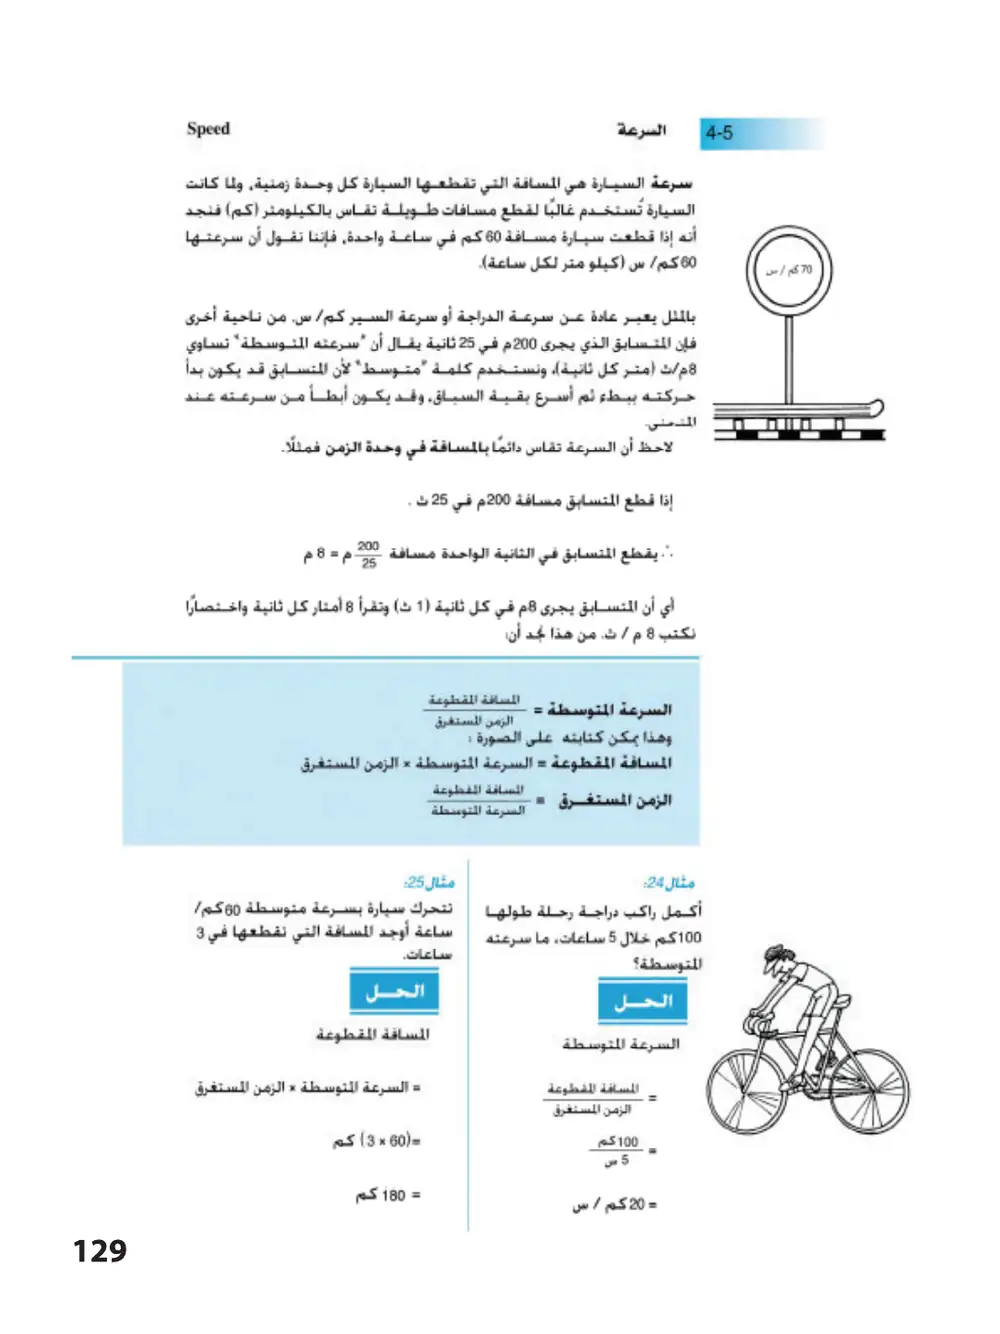 4-5 السرعة Speed
سرعة السيارة هي المسافة التي تقطعها السيارة كل وحدة زمنية، ولما كانت
السيارة تُستخدم غالبًا لقطع مسافات طويلة تقاس بالكيلومتر (كم) فنجد
أنه إذا قطعت سيارة مسافة 60 كم في ساعة واحدة، فإننا نقول أن سرعتها
60 كم/ س (كيلو متر لكل ساعة).
70 كم / س
بالمثل يعبر عادة عن سرعة الدراجة أو سرعة السير كم/ س. من ناحية أخرى
فإن المتسابق الذي يجرى 200م في 25 ثانية يقال أن "سرعته المتوسطة" تساوي
8م/ث (متر كل ثانية)، ونستخدم كلمة "متوسط" لأن المتسابق قد يكون بدأ
حركته ببطء ثم أسرع بقية السباق، وقد يكون أبطأ من سرعته عند
المنحنى.
لاحظ أن السرعة تقاس دائمًا بالمسافة في وحدة الزمن فمثلًا.
إذا قطع المتسابق مسافة 200م في 25 ث .
∴ يقطع المتسابق في الثانية الواحدة مسافة 200/25 م = 8 م
أي أن المتسابق يجرى 8م في كل ثانية (1 ث) وتقرأ 8 أمتار كل ثانية واختصارًا
نكتب 8 م / ث. من هذا نجد أن:
السرعة المتوسطة = المسافة المقطوعة / الزمن المستغرق
وهذا يمكن كتابته على الصورة :
المسافة المقطوعة = السرعة المتوسطة × الزمن المستغرق
الزمن المستغرق = المسافة المقطوعة / السرعة المتوسطة
مثال 24:
أكمل راكب دراجة رحلة طولها
100كم خلال 5 ساعات، ما سرعته
المتوسطة؟
الحل
السرعة المتوسطة
= المسافة المقطوعة / الزمن المستغرق
= 100كم / 5 س
= 20 كم / س
مثال 25:
تتحرك سيارة بسرعة متوسطة 60كم/
ساعة أوجد المسافة التي تقطعها في 3
ساعات.
الحل
المسافة المقطوعة
= السرعة المتوسطة × الزمن المستغرق
=(60 × 3) كم
= 180 كم
129